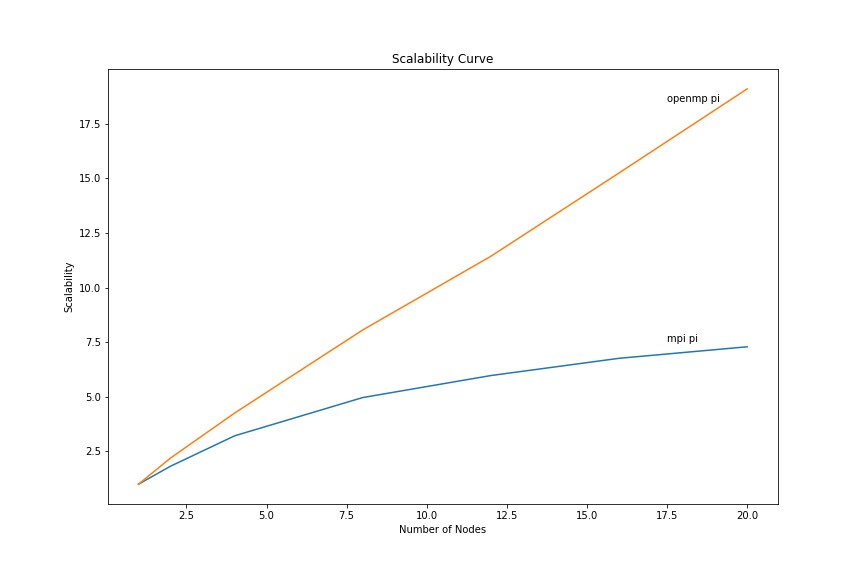 Scalability Curve
openmp pi
17.5
15.0
12.5
Scalability
10.0
7.5
mpi pi
5.0
2.5
2.5 5.0 7.5 10.0 12.5 15.0 17.5 20.0
Number of Nodes